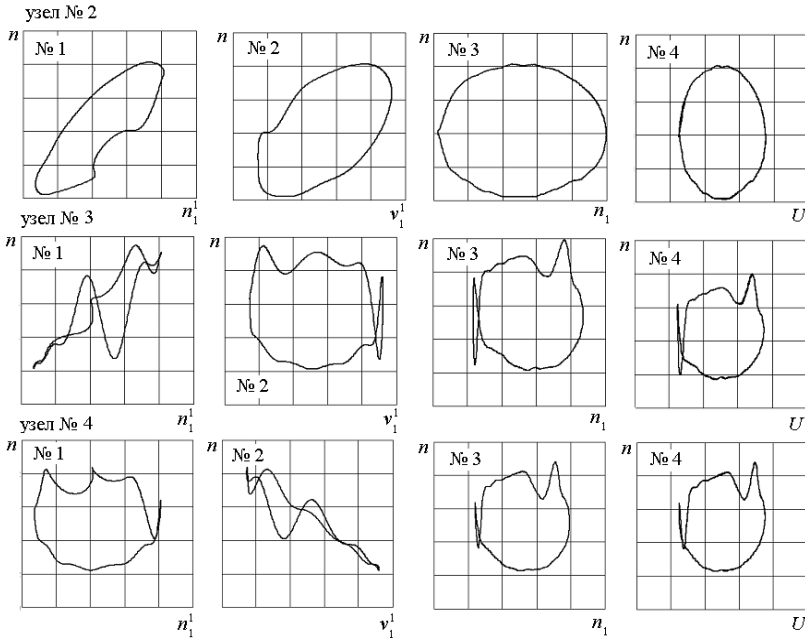 узел № 2
n № 1 n № 2 n № 3 n № 4
n₁¹ v₁¹ n₁ U
узел № 3
n № 1 n № 2 n № 3 n № 4
n₁¹ v₁¹ n₁ U
узел № 4
n № 1 n № 2 n № 3 n № 4
n₁¹ v₁¹ n₁ U